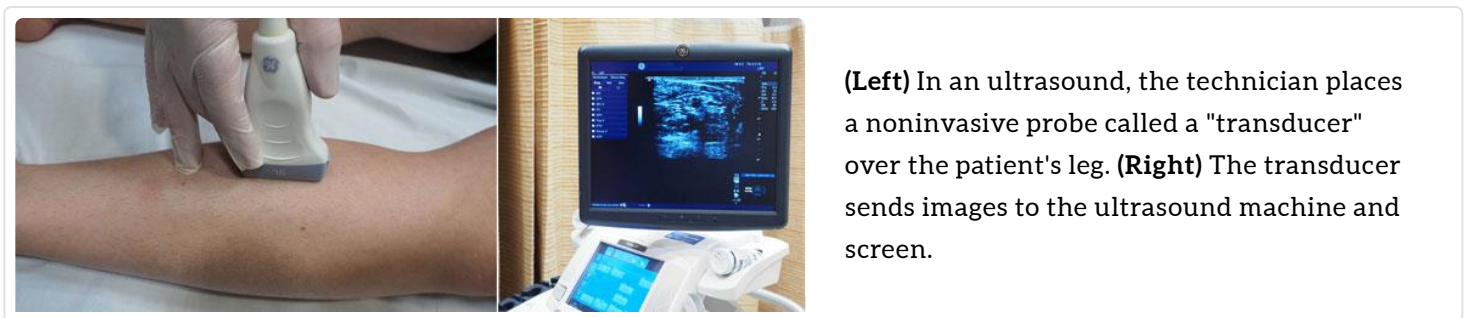 (Left) In an ultrasound, the technician places
a noninvasive probe called a "transducer"
over the patient's leg. (Right) The transducer
sends images to the ultrasound machine and
screen.